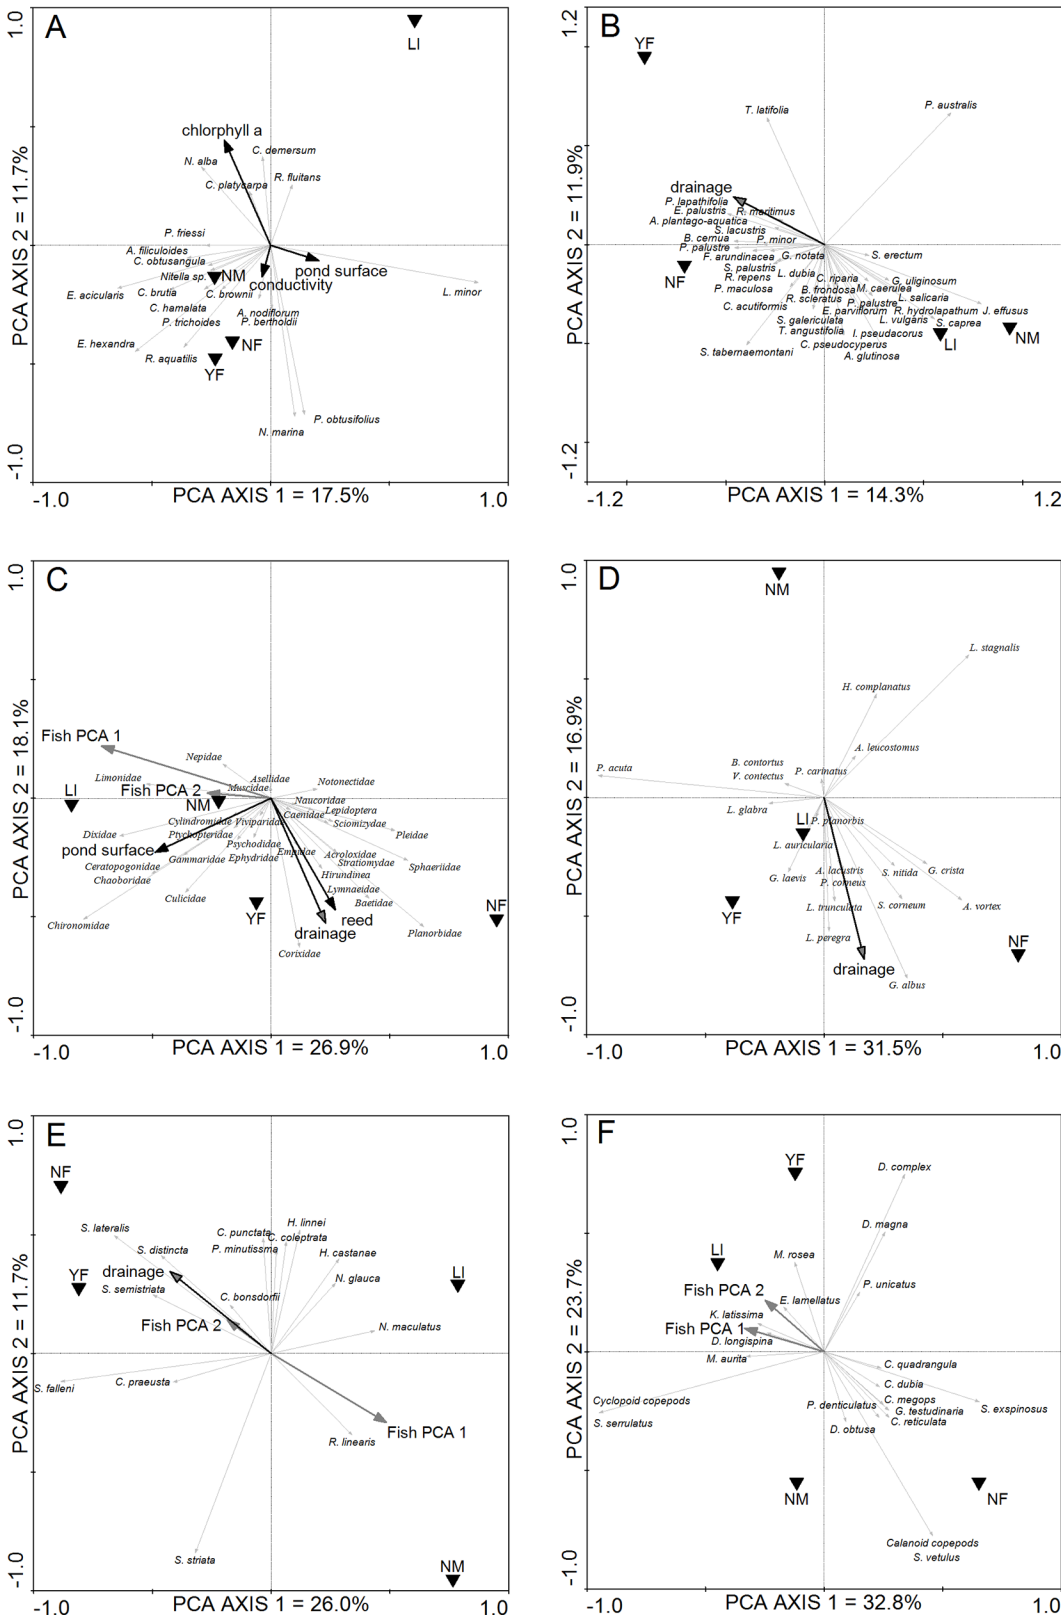 A
1.0
LI
chlorphyll a
C. demersum
N. alba
R. fluitans
C. platycarpa
P. friessi
A. filiculoides
C. obtusangula
Nitella sp.
NM
pond surface
conductivity
E. acicularis
C. brutia
C. brownii
L. minor
C. hamalata
A. nodiflorum
P. trichoides
P. bertholdii
E. hexandra
NF
R. aquatilis
YF
P. obtusifolius
N. marina
PCA AXIS 2 = 11.7%
-1.0
-1.0
PCA AXIS 1 = 17.5%
1.0
B
1.2
YF
T. latifolia
P. australis
drainage
P. lapathifolia
E. palustris
R. maritimus
A. plantago-aquatica
S. lacustris
B. cernua
P. minor
P. palustre
F. arundinacea
G. notata
S. erectum
NF
S. palustris
R. repens
L. dubia
C. riparia
G. uliginosum
P. maculosa
B. frondosa
M. caerulea
R. scleratus
P. palustre
L. salicaria
C. acutiformis
E. parviflorum
R. hydrolapathum
J. effusus
S. galericulata
L. vulgaris
S. caprea
T. angustifolia
I. pseudacorus
LI
NM
C. pseudocyperus
S. tabernaemontani
A. glutinosa
PCA AXIS 2 = 11.9%
-1.2
-1.2
PCA AXIS 1 = 14.3%
1.2
C
1.0
Fish PCA 1
Nepidae
Limonidae
Asellidae
Notonectidae
Muscidae
LI
Fish PCA 2
NM
Naucoridae
Lepidoptera
Cylindromidae
Viviparidae
Caenidae
Sciomyzidae
Dixidae
Ptychopteridae
Pleidae
pond surface
Psychodidae
Empidae
Acroloxidae
Ceratopogonidae
Gammaridae
Ephydridae
Stratiomydae
Sphaeriidae
Chaoboridae
Hirundinea
Culicidae
Lymnaeidae
Baetidae
Chironomidae
YF
reed
NF
drainage
Planorbidae
Corixidae
PCA AXIS 2 = 18.1%
-1.0
-1.0
PCA AXIS 1 = 26.9%
1.0
D
1.0
NM
L. stagnalis
H. complanatus
A. leucostomus
P. acuta
B. contortus
V. contectus
P. carinatus
L. glabra
LI
P. planorbis
L. auricularia
G. laevis
A. lacustris
S. nitida
G. crista
P. corneus
YF
L. trunculata
S. corneum
A. vortex
L. peregra
NF
drainage
G. albus
PCA AXIS 2 = 16.9%
-1.0
-1.0
PCA AXIS 1 = 31.5%
1.0
E
1.0
NF
S. lateralis
C. punctata
H. linnei
C. coleptrata
S. distincta
P. minutissma
H. castanae
drainage
YF
N. glauca
LI
S. semistriata
C. bonsdorfii
Fish PCA 2
N. maculatus
S. falleni
C. praeusta
Fish PCA 1
R. linearis
S. striata
NM
PCA AXIS 2 = 11.7%
-1.0
-1.0
PCA AXIS 1 = 26.0%
1.0
F
1.0
YF
D. complex
D. magna
LI
M. rosea
Fish PCA 2
P. unicatus
E. lamellatus
K. latissima
Fish PCA 1
D. longispina
M. aurita
C. quadrangula
C. dubia
Cyclopoid copepods
P. denticulatus
C. megops
S. exspinosus
S. serrulatus
G. testudinaria
D. obtusa
C. reticulata
NM
NF
Calanoid copepods
S. vetulus
PCA AXIS 2 = 23.7%
-1.0
-1.0
PCA AXIS 1 = 32.8%
1.0